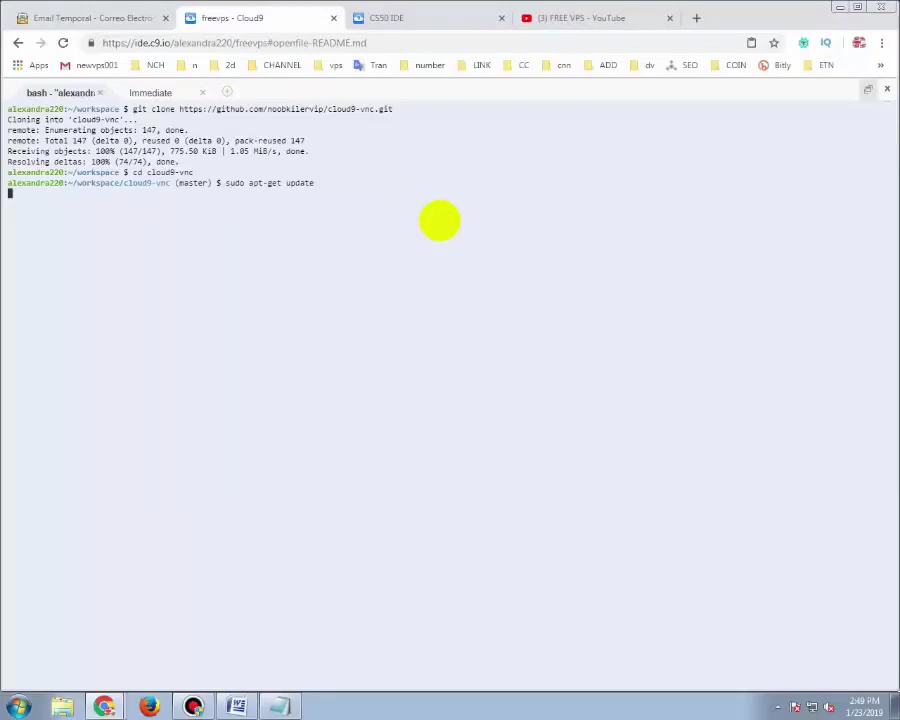 Email Temporal - Correo Electro
freevps - Cloud9
CS50 IDE
(3) FREE VPS - YouTube
https://ide.c9.io/alexandra220/freevps#openfile-README.md
Apps
newvps001
NCH
n
2d
CHANNEL
vps
Tran
number
LINK
CC
cnn
ADD
dv
SEO
COIN
Bitly
ETN
»
bash - "alexandr
Immediate
alexandra220:~/workspace $ git clone https://github.com/noobkilervip/cloud9-vnc.git
Cloning into 'cloud9-vnc'...
remote: Enumerating objects: 147, done.
remote: Total 147 (delta 0), reused 0 (delta 0), pack-reused 147
Receiving objects: 100% (147/147), 775.50 KiB | 1.05 MiB/s, done.
Resolving deltas: 100% (74/74), done.
alexandra220:~/workspace $ cd cloud9-vnc
alexandra220:~/workspace/cloud9-vnc (master) $ sudo apt-get update
2:49 PM
1/23/2019